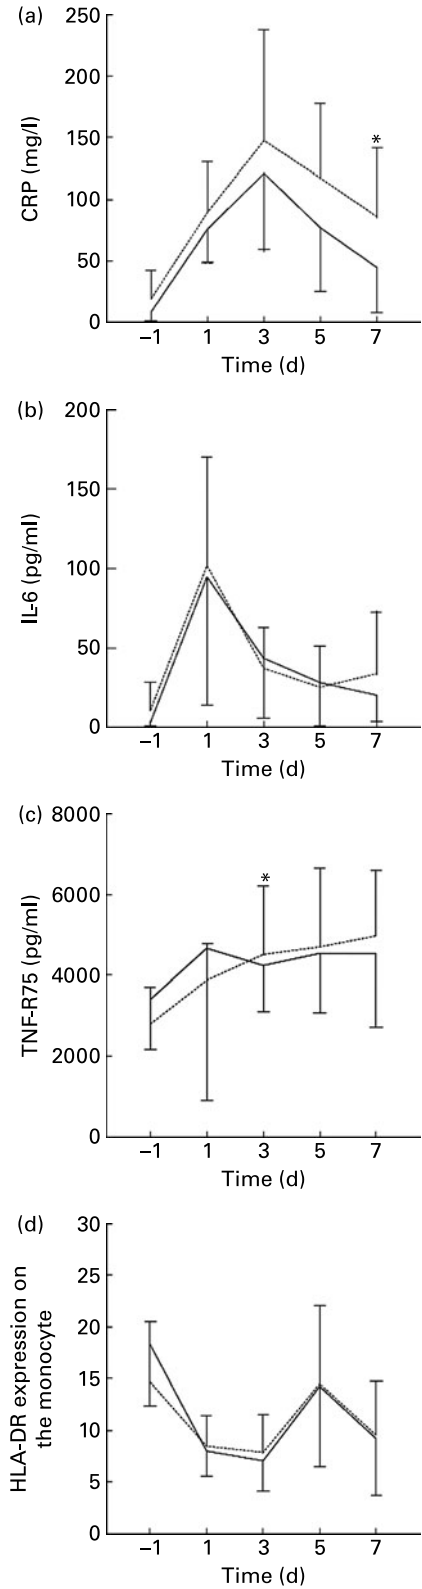 (a)
CRP (mg/l)
250
200
150
100
50
0
*
–1 1 3 5 7
Time (d)
(b)
IL-6 (pg/ml)
200
150
100
50
0
–1 1 3 5 7
Time (d)
(c)
TNF-R75 (pg/ml)
8000
6000
4000
2000
0
*
–1 1 3 5 7
Time (d)
(d)
HLA-DR expression on
the monocyte
30
25
20
15
10
5
0
–1 1 3 5 7
Time (d)